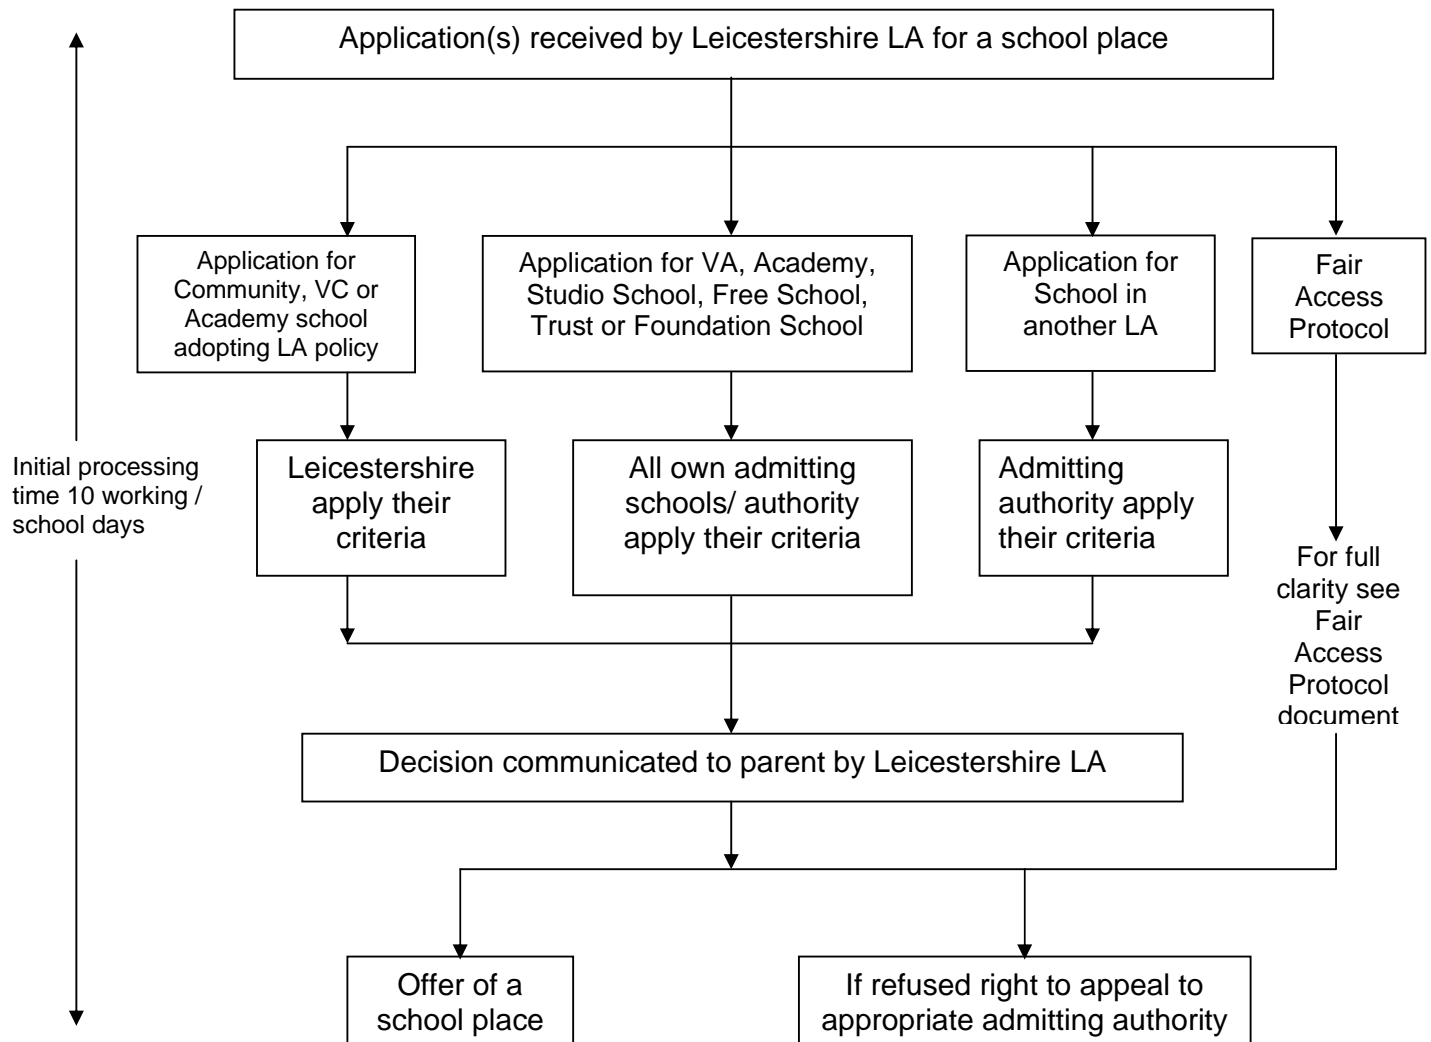 Application(s) received by Leicestershire LA for a school place
Application for
Community, VC or
Academy school
adopting LA policy
Application for VA, Academy,
Studio School, Free School,
Trust or Foundation School
Application for
School in
another LA
Fair
Access
Protocol
Initial processing
time 10 working /
school days
Leicestershire
apply their
criteria
All own admitting
schools/ authority
apply their criteria
Admitting
authority apply
their criteria
For full
clarity see
Fair
Access
Protocol
document
Decision communicated to parent by Leicestershire LA
Offer of a
school place
If refused right to appeal to
appropriate admitting authority